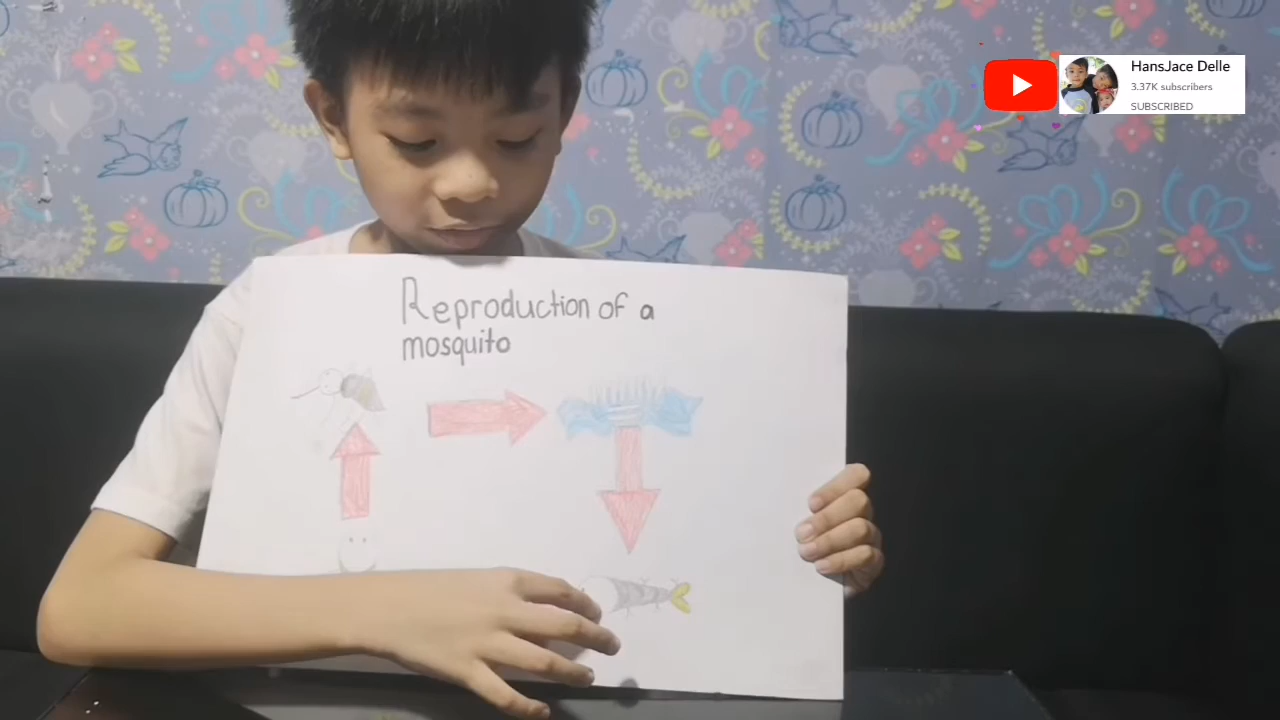 HansJace Delle
3.37K subscribers
SUBSCRIBED
Reproduction of a
mosquito